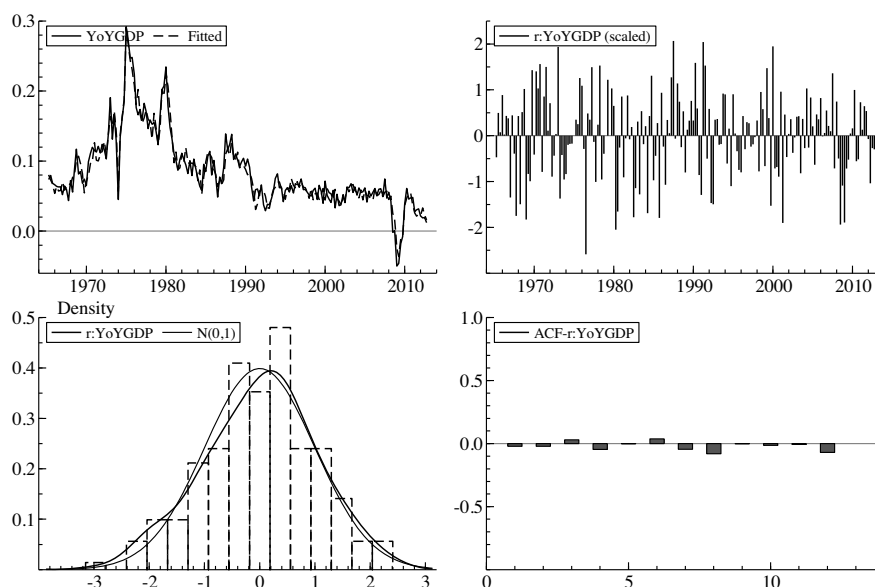 YoYGDP Fitted
0.3
0.2
0.1
0.0
1970 1980 1990 2000 2010
r:YoYGDP (scaled)
2
1
0
-1
-2
1970 1980 1990 2000 2010
Density
r:YoYGDP N(0,1)
0.5
0.4
0.3
0.2
0.1
-3 -2 -1 0 1 2 3
ACF-r:YoYGDP
1.0
0.5
0.0
-0.5
0 5 10